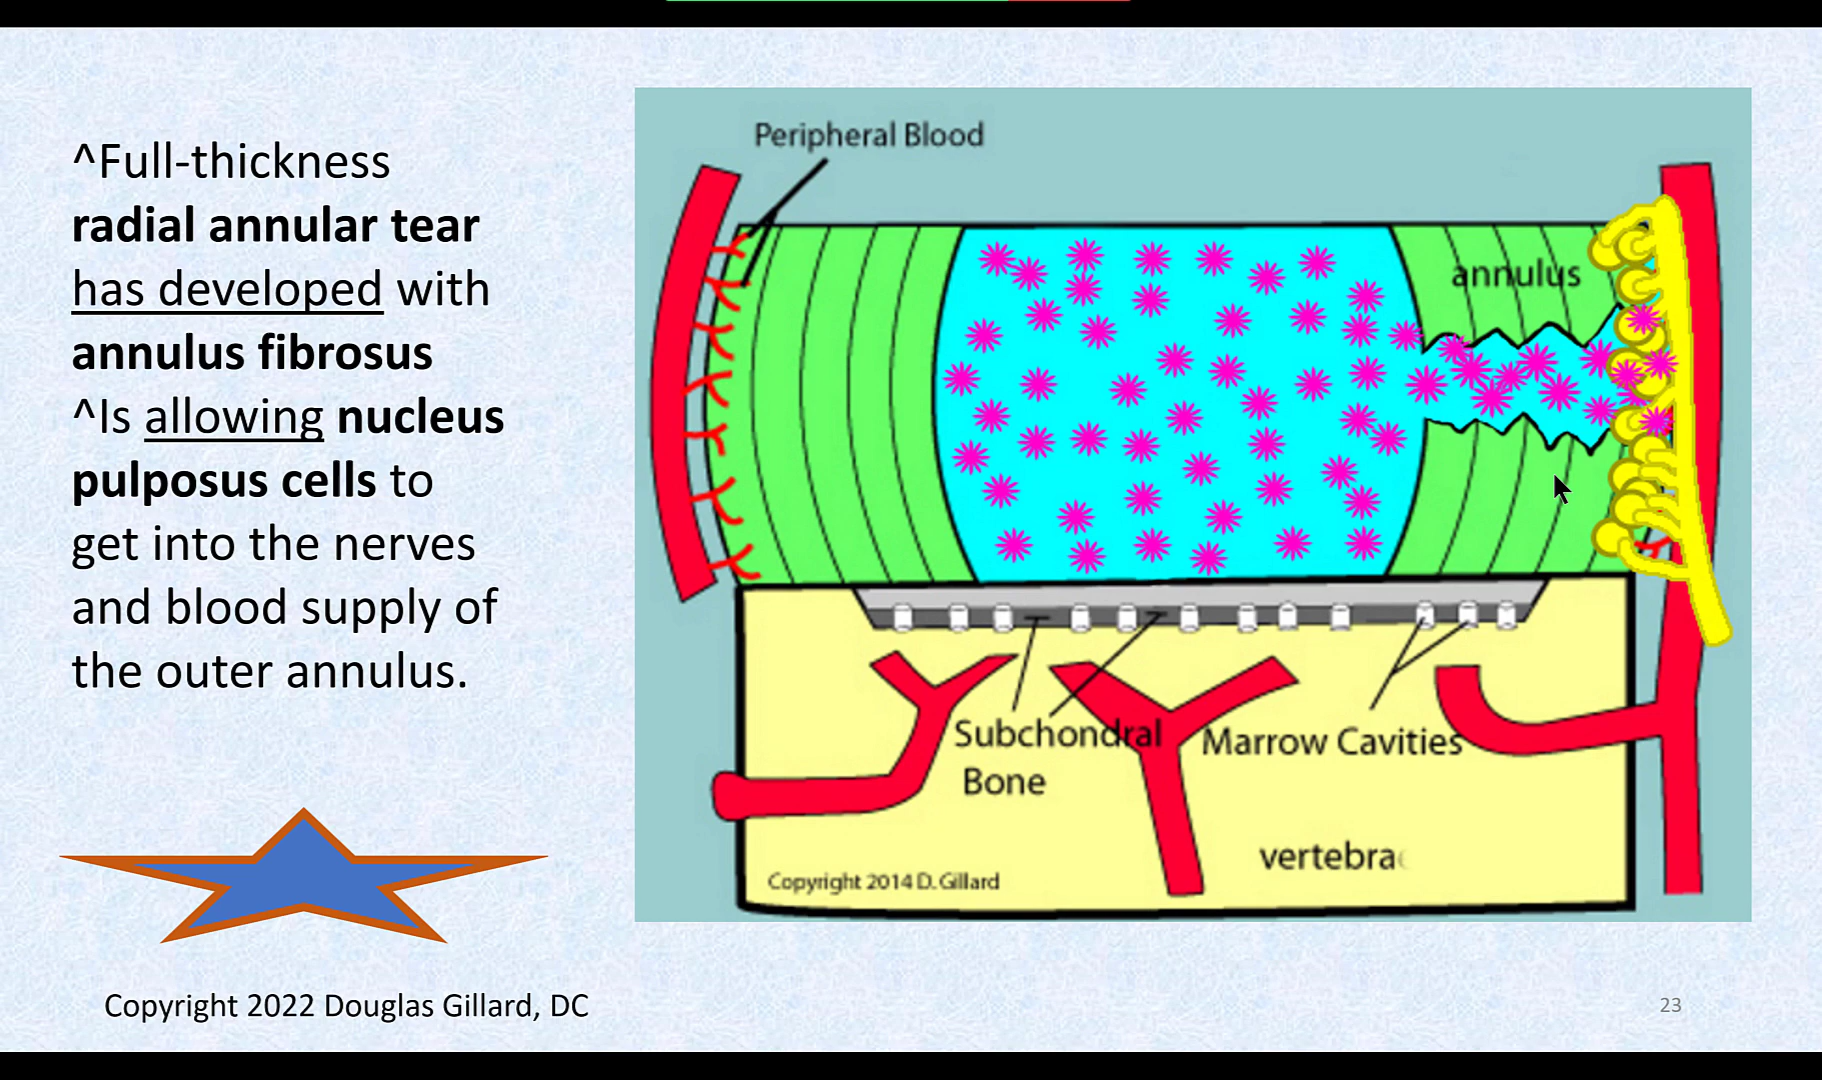 ^Full-thickness
radial annular tear
has developed with
annulus fibrosus
^Is allowing nucleus
pulposus cells to
get into the nerves
and blood supply of
the outer annulus.
Peripheral Blood
annulus
Subchondral
Bone
Marrow Cavities
vertebrae
Copyright 2014 D. Gillard
Copyright 2022 Douglas Gillard, DC
23